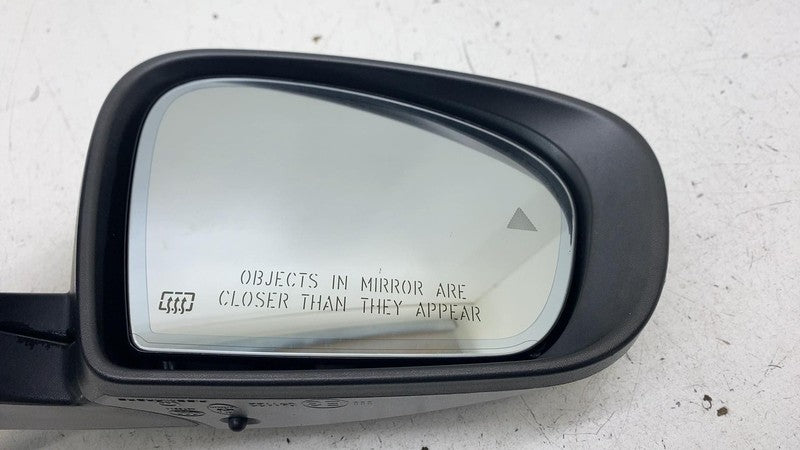 OBJECTS IN MIRROR ARE
CLOSER THAN THEY APPEAR